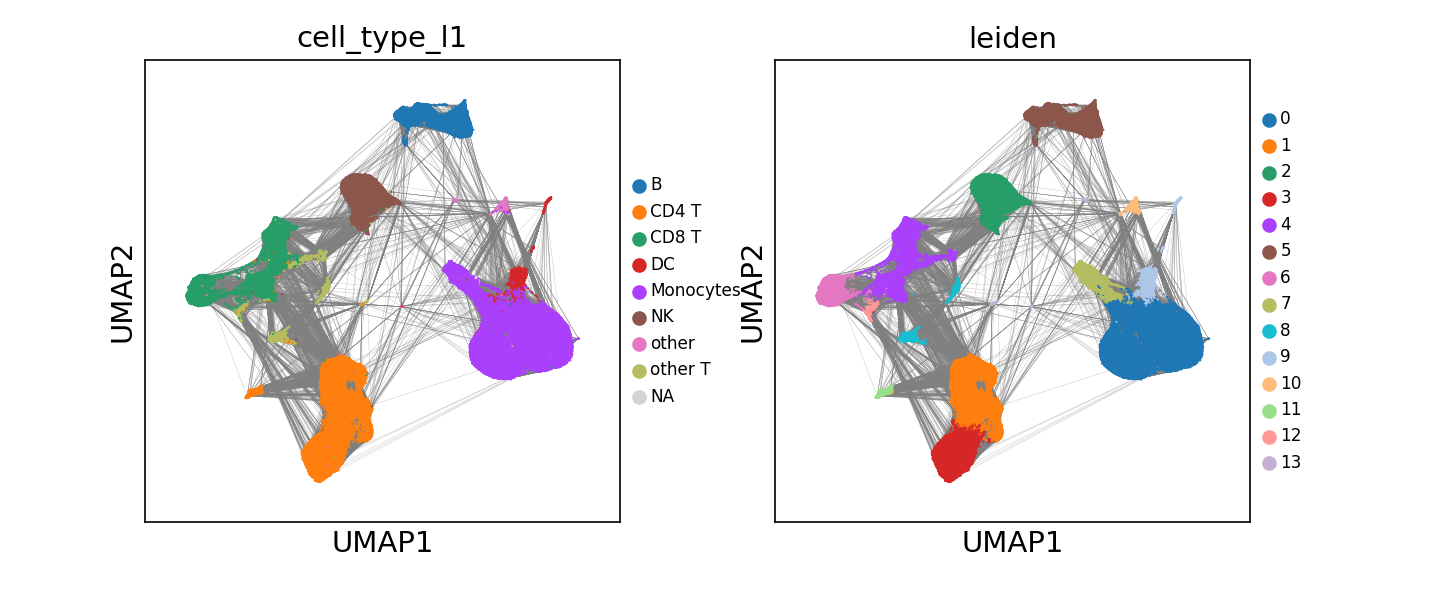 cell_type_l1
UMAP2
UMAP1
B
CD4 T
CD8 T
DC
Monocytes
NK
other
other T
NA
leiden
UMAP2
UMAP1
0
1
2
3
4
5
6
7
8
9
10
11
12
13